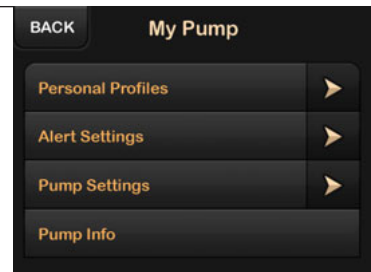 BACK
My Pump
Personal Profiles
Alert Settings
Pump Settings
Pump Info